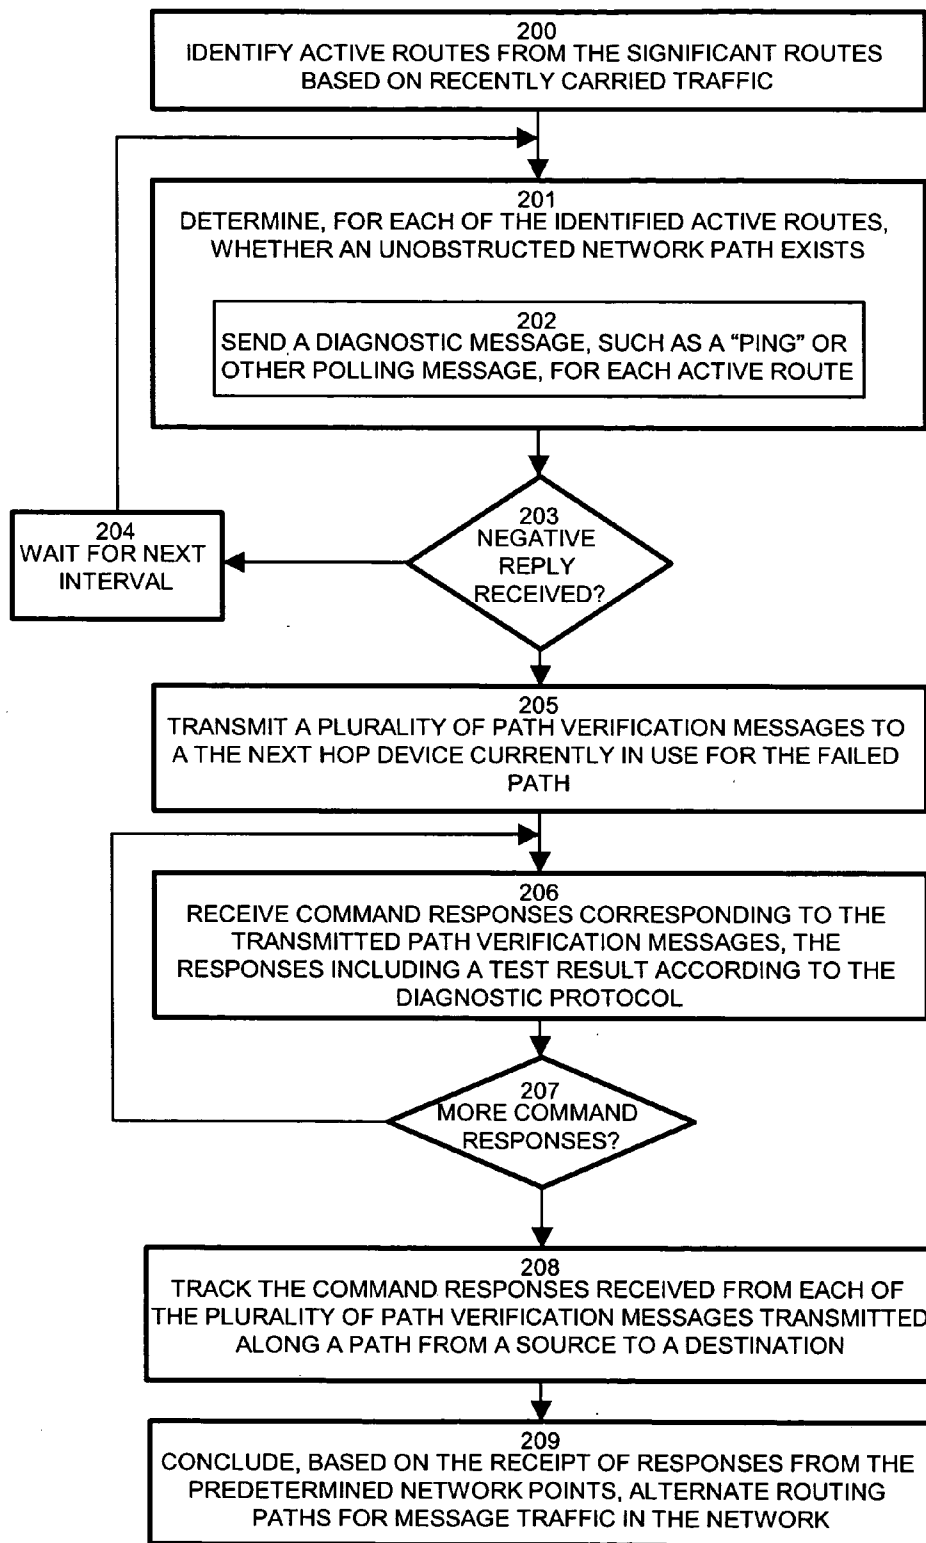 200
IDENTIFY ACTIVE ROUTES FROM THE SIGNIFICANT ROUTES
BASED ON RECENTLY CARRIED TRAFFIC
201
DETERMINE, FOR EACH OF THE IDENTIFIED ACTIVE ROUTES,
WHETHER AN UNOBSTRUCTED NETWORK PATH EXISTS
202
SEND A DIAGNOSTIC MESSAGE, SUCH AS A “PING” OR
OTHER POLLING MESSAGE, FOR EACH ACTIVE ROUTE
203
NEGATIVE
REPLY
RECEIVED?
204
WAIT FOR NEXT
INTERVAL
205
TRANSMIT A PLURALITY OF PATH VERIFICATION MESSAGES TO
A THE NEXT HOP DEVICE CURRENTLY IN USE FOR THE FAILED
PATH
206
RECEIVE COMMAND RESPONSES CORRESPONDING TO THE
TRANSMITTED PATH VERIFICATION MESSAGES, THE
RESPONSES INCLUDING A TEST RESULT ACCORDING TO THE
DIAGNOSTIC PROTOCOL
207
MORE COMMAND
RESPONSES?
208
TRACK THE COMMAND RESPONSES RECEIVED FROM EACH OF
THE PLURALITY OF PATH VERIFICATION MESSAGES TRANSMITTED
ALONG A PATH FROM A SOURCE TO A DESTINATION
209
CONCLUDE, BASED ON THE RECEIPT OF RESPONSES FROM THE
PREDETERMINED NETWORK POINTS, ALTERNATE ROUTING
PATHS FOR MESSAGE TRAFFIC IN THE NETWORK